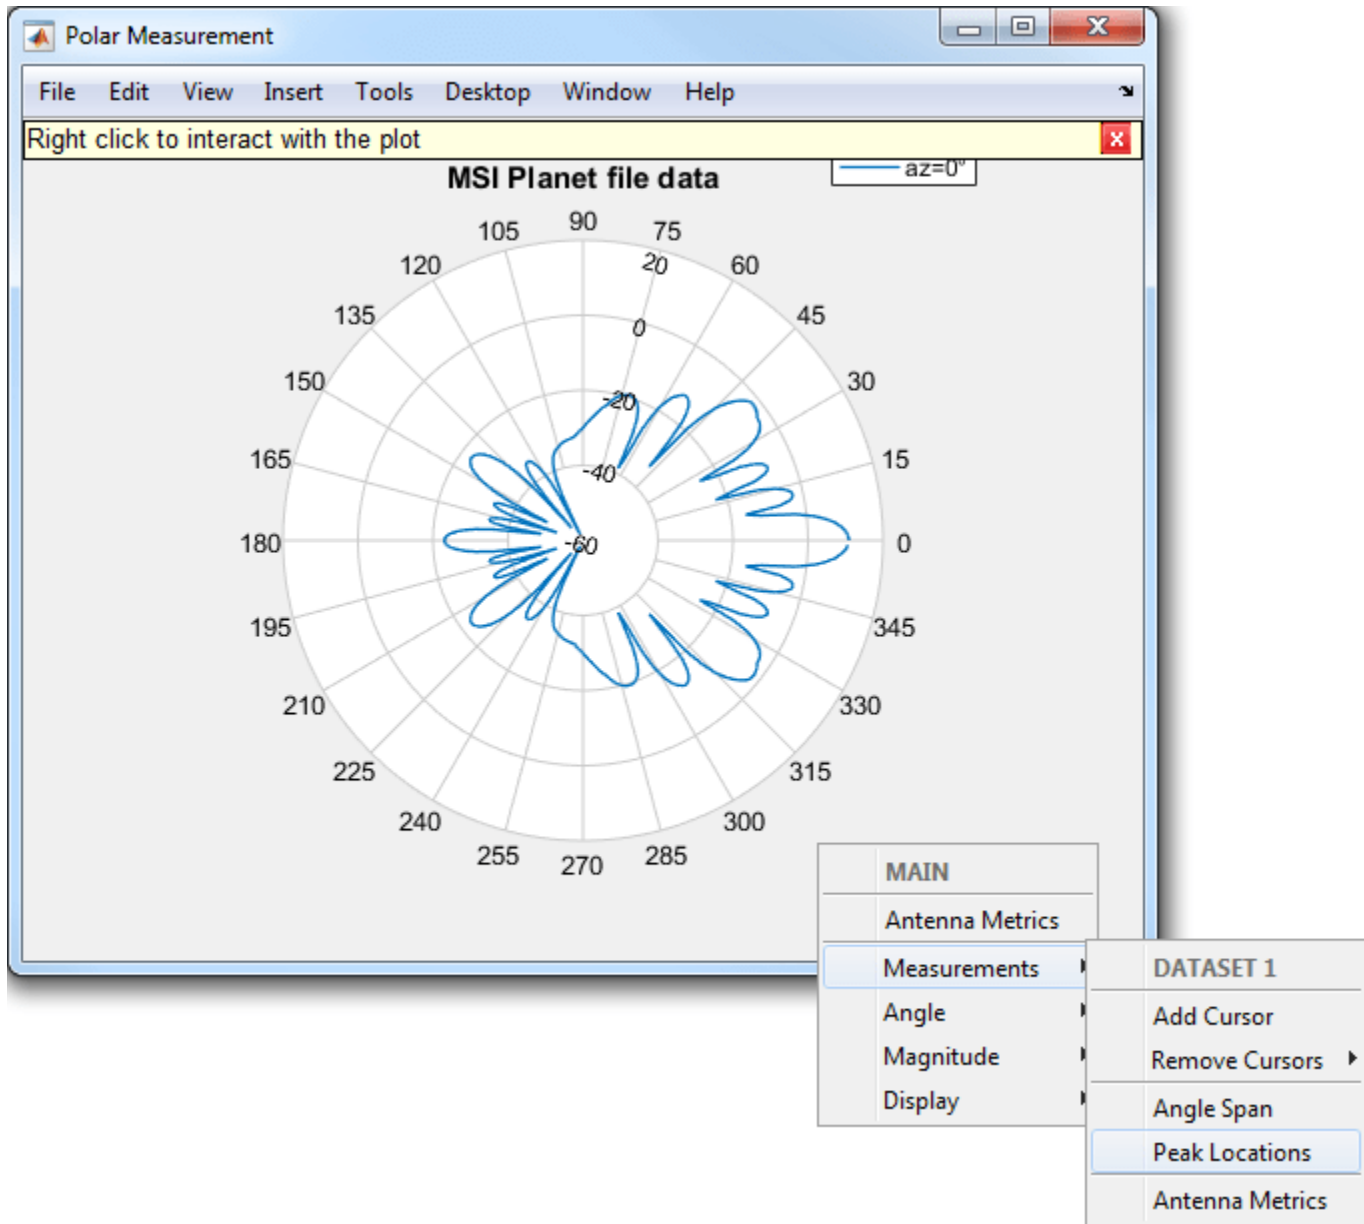 Polar Measurement
File Edit View Insert Tools Desktop Window Help
Right click to interact with the plot
MSI Planet file data
az=0°
90
105 75
120 20 60
135 0 45
150 -20 30
165 -40 15
180 -60 0
195 345
210 330
225 315
240 300
255 270 285
MAIN
Antenna Metrics
Measurements
Angle
Magnitude
Display
DATASET 1
Add Cursor
Remove Cursors
Angle Span
Peak Locations
Antenna Metrics